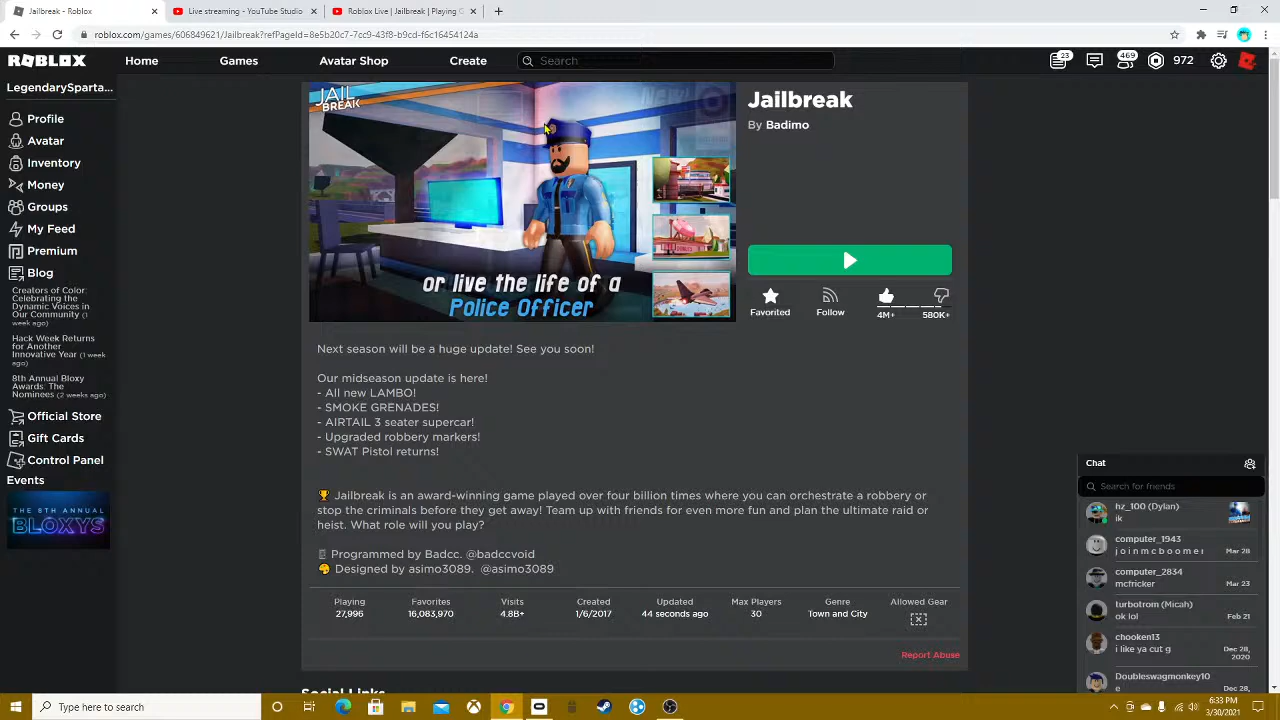 Jailbreak - Roblox
Live streaming - YouTube Studio
Roblox Live | Jailbreak | Playing
roblox.com/games/606849621/Jailbreak?refPageId=8e5b20c7-7cc9-43f8-b9cd-f6c16454124a
ROBLOX
Home
Games
Avatar Shop
Create
Search
23
469
972
LegendarySparta...
Profile
Avatar
Inventory
Money
Groups
My Feed
Premium
Blog
Creators of Color:
Celebrating the
Dynamic Voices in
Our Community (1
week ago)
Hack Week Returns
for Another
Innovative Year (1 week
ago)
8th Annual Bloxy
Awards: The
Nominees (2 weeks ago)
Official Store
Gift Cards
Control Panel
Events
THE 8TH ANNUAL
BLOXYS
JAIL
BREAK
or live the life of a
Police Officer
Jailbreak
By Badimo
Favorited
Follow
4M+
580K+
Next season will be a huge update! See you soon!
Our midseason update is here!
- All new LAMBO!
- SMOKE GRENADES!
- AIRTAIL 3 seater supercar!
- Upgraded robbery markers!
- SWAT Pistol returns!
🏆 Jailbreak is an award-winning game played over four billion times where you can orchestrate a robbery or
stop the criminals before they get away! Team up with friends for even more fun and plan the ultimate raid or
heist. What role will you play?
Programmed by Badcc. @badccvoid
Designed by asimo3089. @asimo3089
Playing
27,996
Favorites
16,083,970
Visits
4.8B+
Created
1/6/2017
Updated
44 seconds ago
Max Players
30
Genre
Town and City
Allowed Gear
Report Abuse
Social Links
Chat
Search for friends
hz_100 (Dylan)
ik
computer_1943
j o i n m c b o o m e r
Mar 28
computer_2834
mcfricker
Mar 23
turbotrom (Micah)
ok lol
Feb 21
chooken13
i like ya cut g
Dec 28,
2020
Doubleswagmonkey10
e
Dec 28,
Type here to search
6:33 PM
3/30/2021